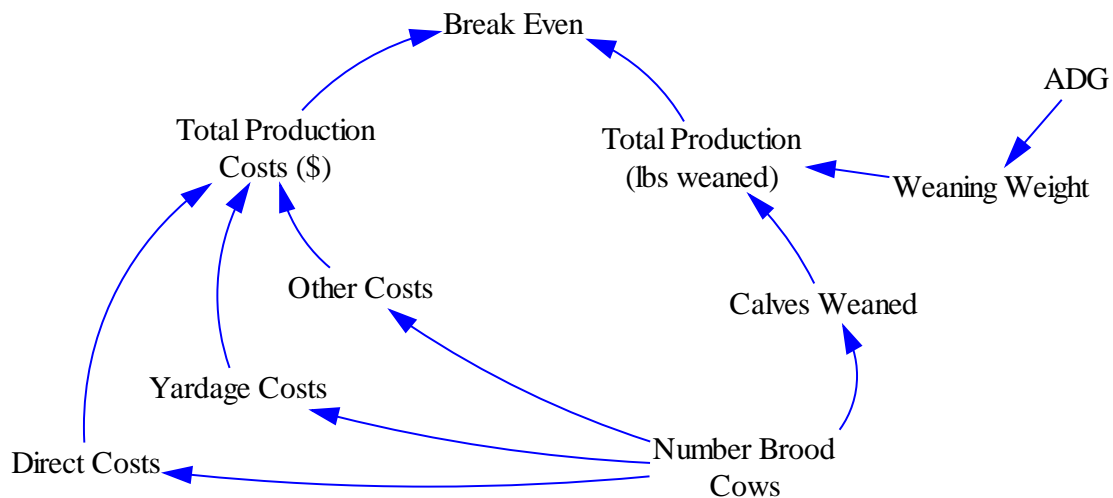 Break Even
ADG
Total Production
Costs ($)
Total Production
(lbs weaned)
Weaning Weight
Other Costs
Calves Weaned
Yardage Costs
Direct Costs
Number Brood
Cows